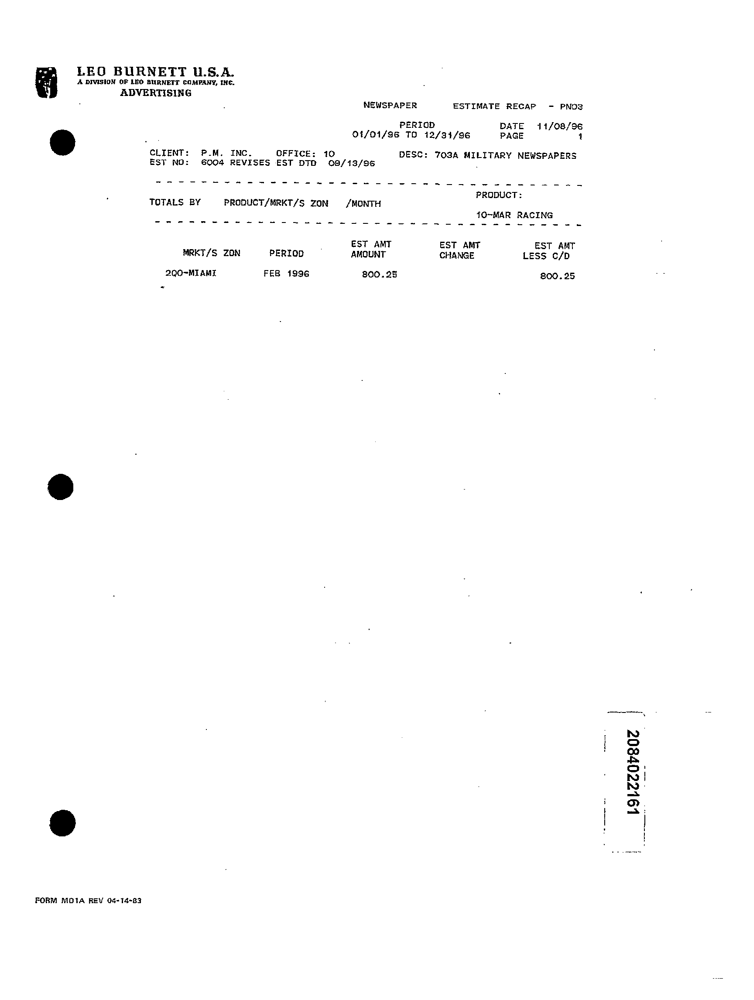 LEO BURNETT U.S.A.
A DIVISION OF LEO BURNETT COMPANY, INC.
ADVERTISING
NEWSPAPER ESTIMATE RECAP - PN03
PERIOD DATE 11/08/96
01/01/96 TO 12/31/96 PAGE 1
CLIENT: P.M. INC. OFFICE: 10 DESC: 703A MILITARY NEWSPAPERS
EST NO: 6004 REVISES EST DTD 08/13/96
PRODUCT:
TOTALS BY PRODUCT/MRKT/S ZON /MONTH
10-MAR RACING
EST AMT EST AMT EST AMT
MRKT/S ZON PERIOD AMOUNT CHANGE LESS C/D
2Q0-MIAMI FEB 1996 800.25 800.25
2084022161
FORM M01A REV 04-14-83